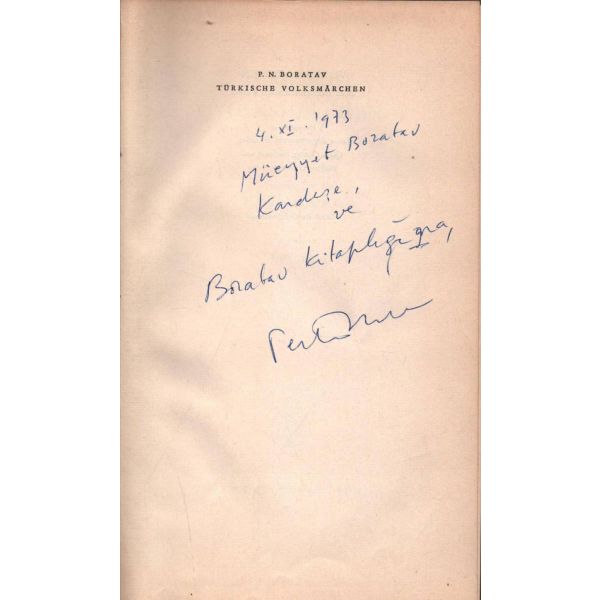 P. N. BORATAV
TÜRKISCHE VOLKSMÄRCHEN
4. XI. 1973
Müeyyet Boratav
Kardeşe,
ve
Boratav Kitaplığına,